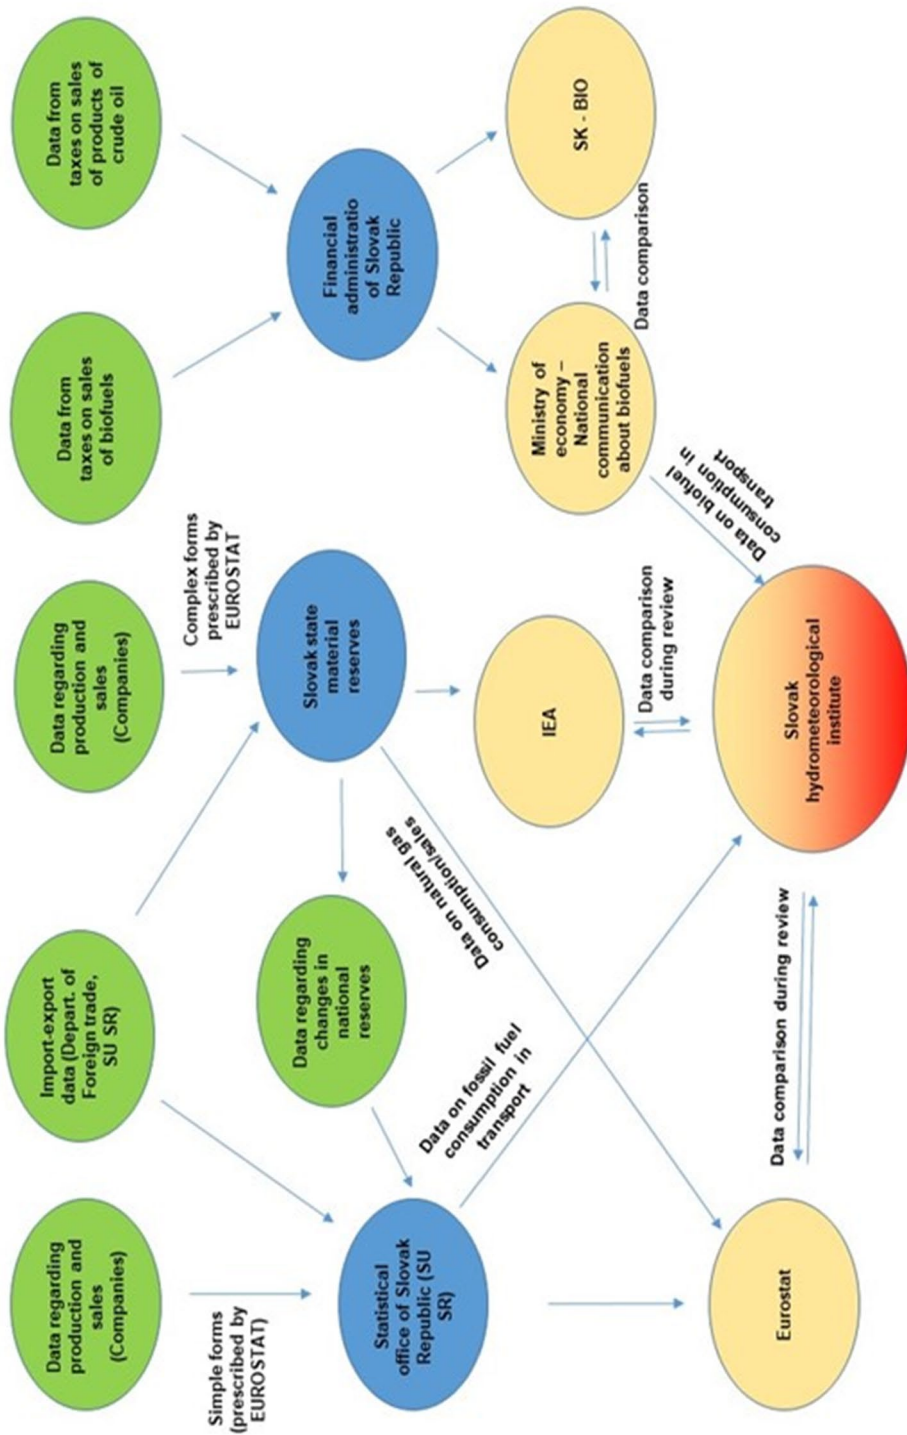 Data regarding
production and
sales
(Companies)
Import-export
data (Depart. of
Foreign trade,
SU SR)
Data regarding
production and
sales
(Companies)
Data from
taxes on sales
of biofuels
Data from
taxes on sales
of products of
crude oil
Simple forms
(prescribed by
EUROSTAT)
Complex forms
prescribed by
EUROSTAT
Statistical
office of Slovak
Republic (SU
SR)
Data regarding
changes in
national
reserves
Slovak state
material
reserves
Financial
administratio
of Slovak
Republic
Data on fossil fuel
consumption in
transport
Data on natural gas
consumption/sales
IEA
Ministry of
economy –
National
communication
about biofuels
SK - BIO
Data comparison
Data comparison
during review
Data on biofuel
consumption in
transport
Eurostat
Data comparison during review
Slovak
hydrometeorological
institute